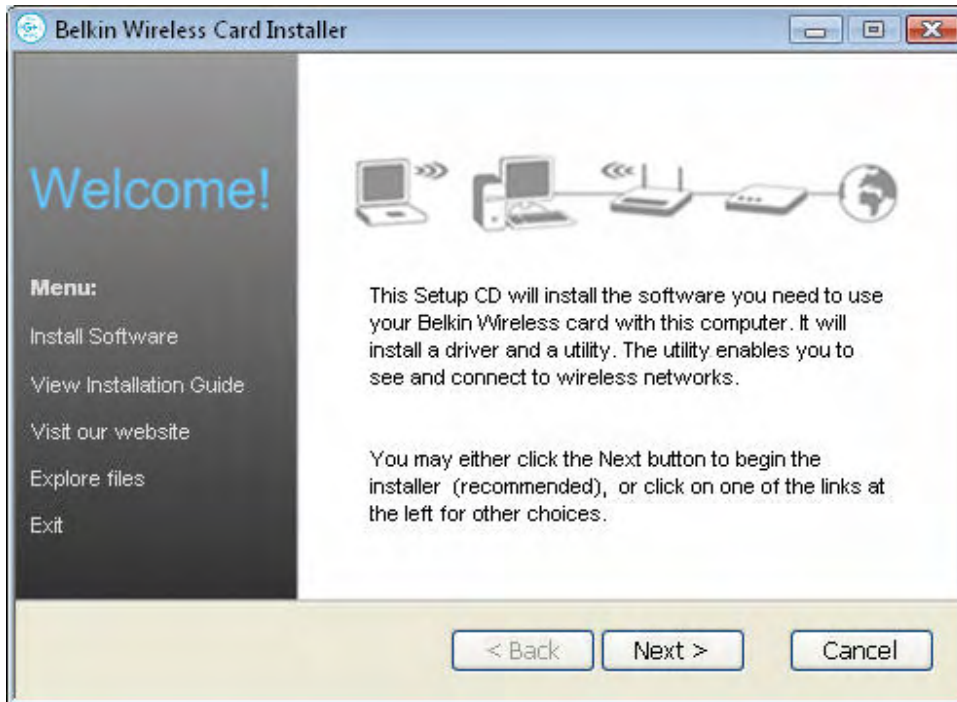 Belkin Wireless Card Installer
Welcome!
Menu:
Install Software
View Installation Guide
Visit our website
Explore files
Exit
This Setup CD will install the software you need to use
your Belkin Wireless card with this computer. It will
install a driver and a utility. The utility enables you to
see and connect to wireless networks.
You may either click the Next button to begin the
installer (recommended), or click on one of the links at
the left for other choices.
< Back
Next >
Cancel